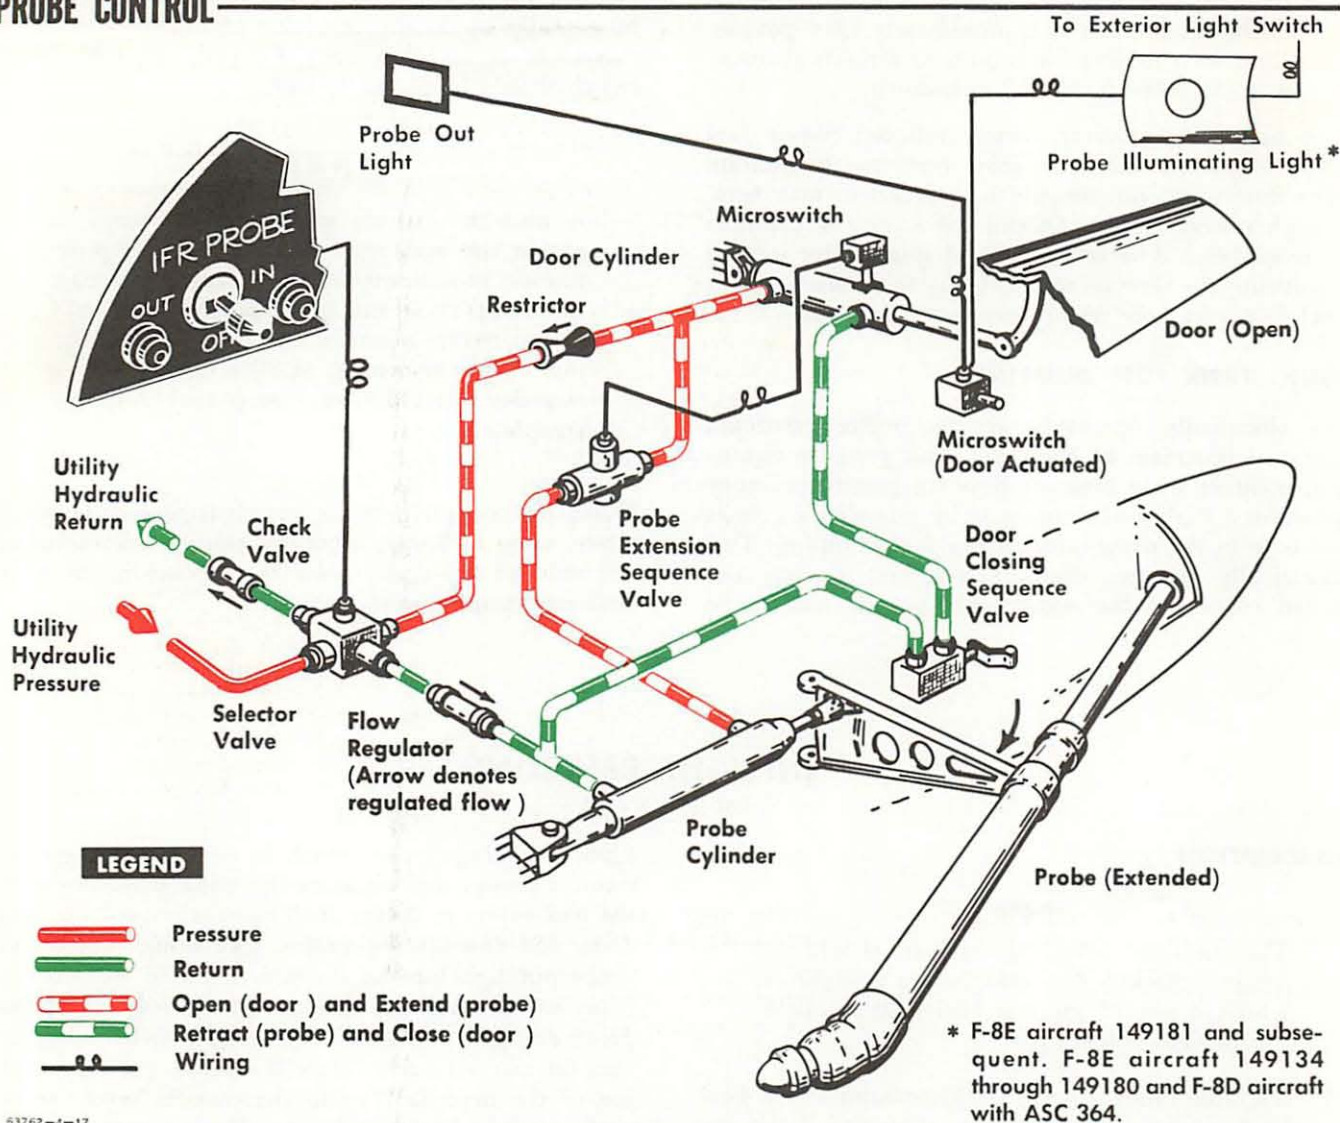 PROBE CONTROL
To Exterior Light Switch
Probe Out
Light
Probe Illuminating Light *
Microswitch
IFR PROBE
OUT
IN
OFF
Door Cylinder
Restrictor
Door (Open)
Microswitch
(Door Actuated)
Utility
Hydraulic
Return
Check
Valve
Probe
Extension
Sequence
Valve
Door
Closing
Sequence
Valve
Utility
Hydraulic
Pressure
Selector
Valve
Flow
Regulator
(Arrow denotes
regulated flow )
Probe
Cylinder
Probe (Extended)
LEGEND
Pressure
Return
Open (door ) and Extend (probe)
Retract (probe) and Close (door )
Wiring
* F-8E aircraft 149181 and subse-
quent. F-8E aircraft 149134
through 149180 and F-8D aircraft
with ASC 364.
63762-4-17